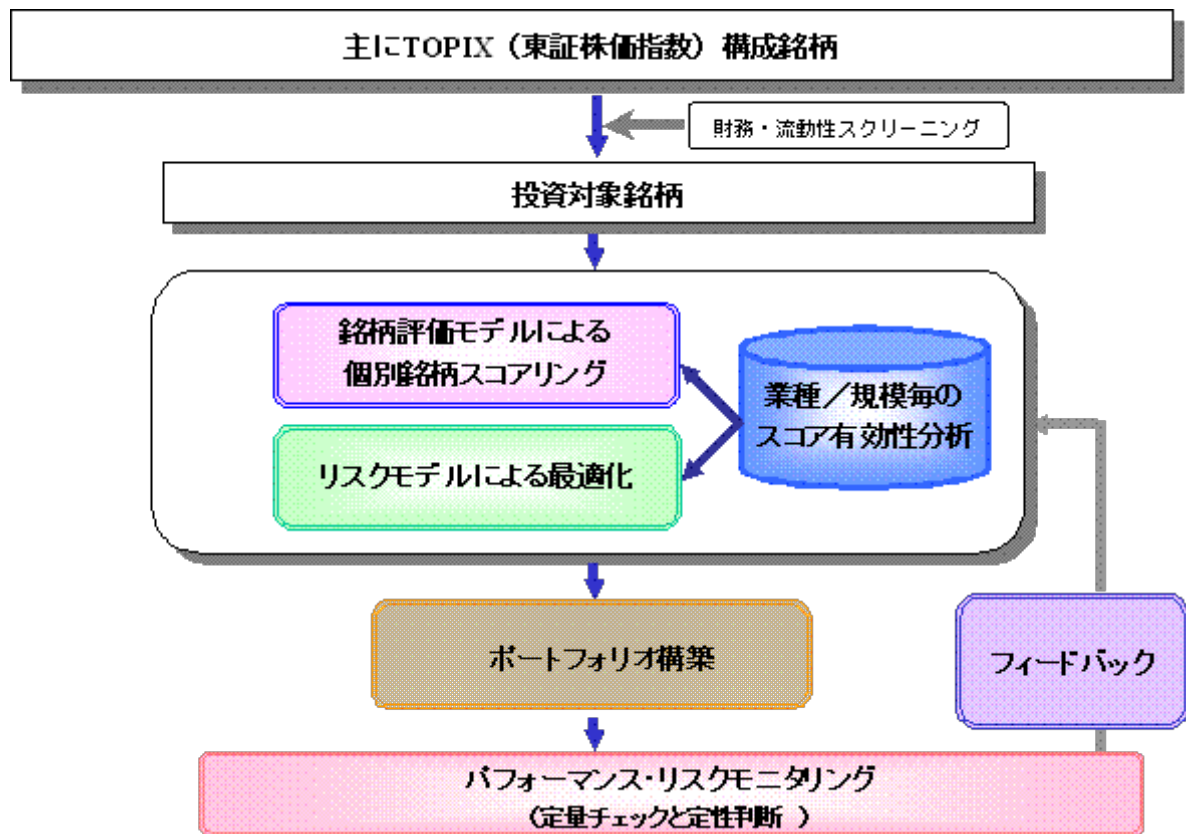 主にTOPIX（東証株価指数）構成銘柄
財務・流動性スクリーニング
投資対象銘柄
銘柄評価モデルによる
個別銘柄スコアリング
業種／規模毎の
スコア有効性分析
リスクモデルによる最適化
ポートフォリオ構築
フィードバック
パフォーマンス・リスクモニタリング
（定量チェックと定性判断 ）